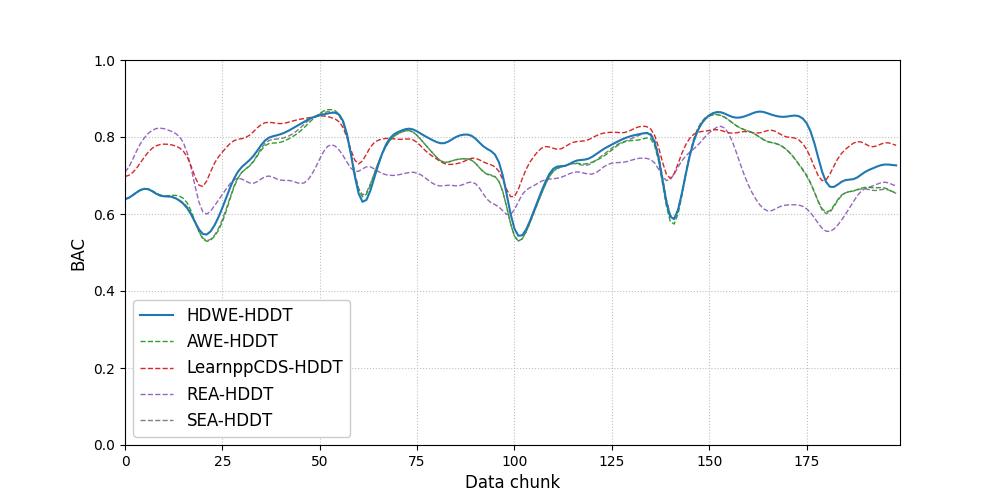 1.0
0.8
0.6
0.4
0.2
0.0
BAC
HDWE-HDDT
AWE-HDDT
LearnppCDS-HDDT
REA-HDDT
SEA-HDDT
0 25 50 75 100 125 150 175
Data chunk